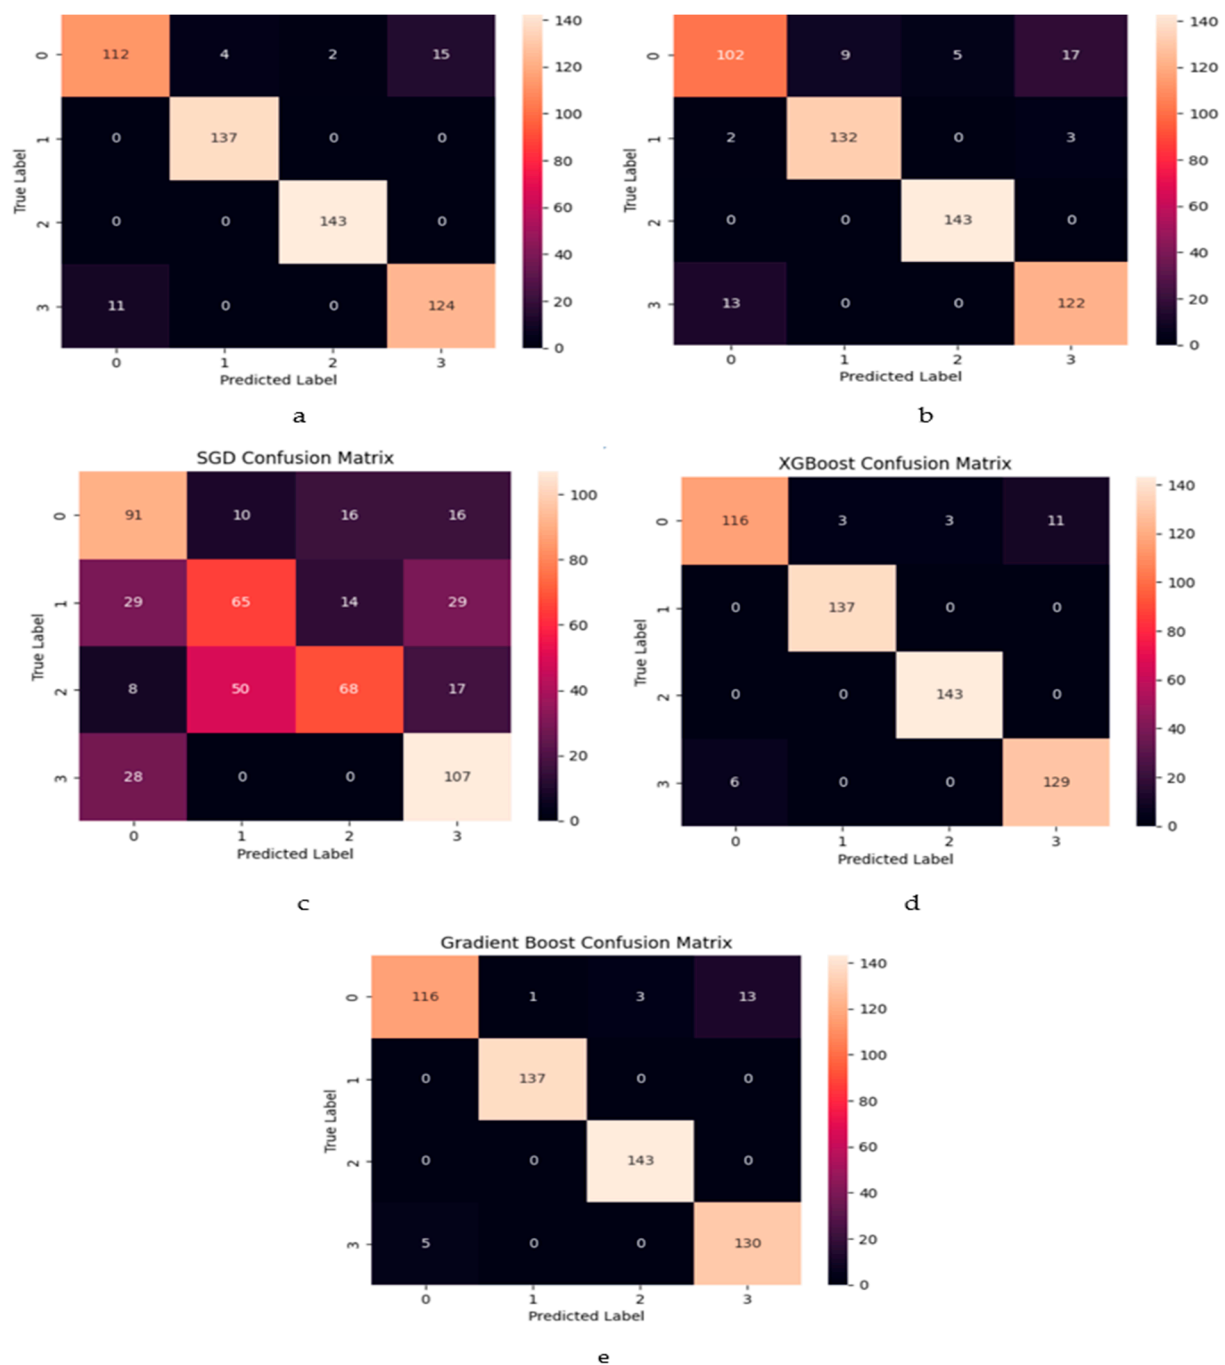 0 112 4 2 15
1 0 137 0 0
2 0 0 143 0
3 11 0 0 124
0 1 2 3
True Label
Predicted Label
140
120
100
80
60
40
20
0
a
0 102 9 5 17
1 2 132 0 3
2 0 0 143 0
3 13 0 0 122
0 1 2 3
True Label
Predicted Label
140
120
100
80
60
40
20
0
b
SGD Confusion Matrix
0 91 10 16 16
1 29 65 14 29
2 8 50 68 17
3 28 0 0 107
0 1 2 3
True Label
Predicted Label
100
80
60
40
20
0
c
XGBoost Confusion Matrix
0 116 3 3 11
1 0 137 0 0
2 0 0 143 0
3 6 0 0 129
0 1 2 3
True Label
Predicted Label
140
120
100
80
60
40
20
0
d
Gradient Boost Confusion Matrix
0 116 1 3 13
1 0 137 0 0
2 0 0 143 0
3 5 0 0 130
0 1 2 3
True Label
Predicted Label
140
120
100
80
60
40
20
0
e